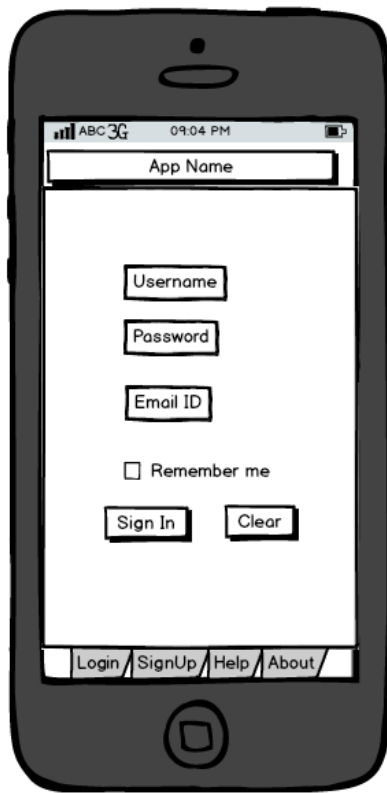 ABC 3G 09:04 PM
App Name
Username
Password
Email ID
Remember me
Sign In Clear
Login SignUp Help About